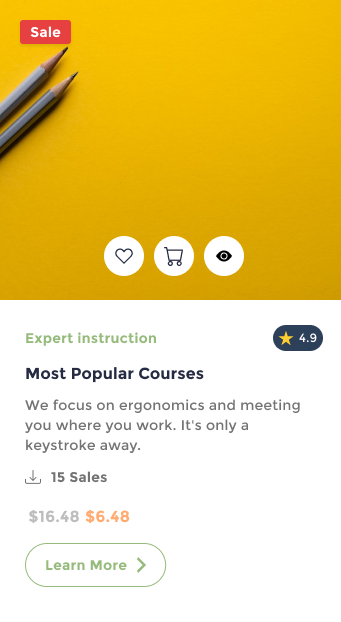 Sale
Expert instruction
4.9
Most Popular Courses
We focus on ergonomics and meeting
you where you work. It's only a
keystroke away.
15 Sales
$16.48 $6.48
Learn More